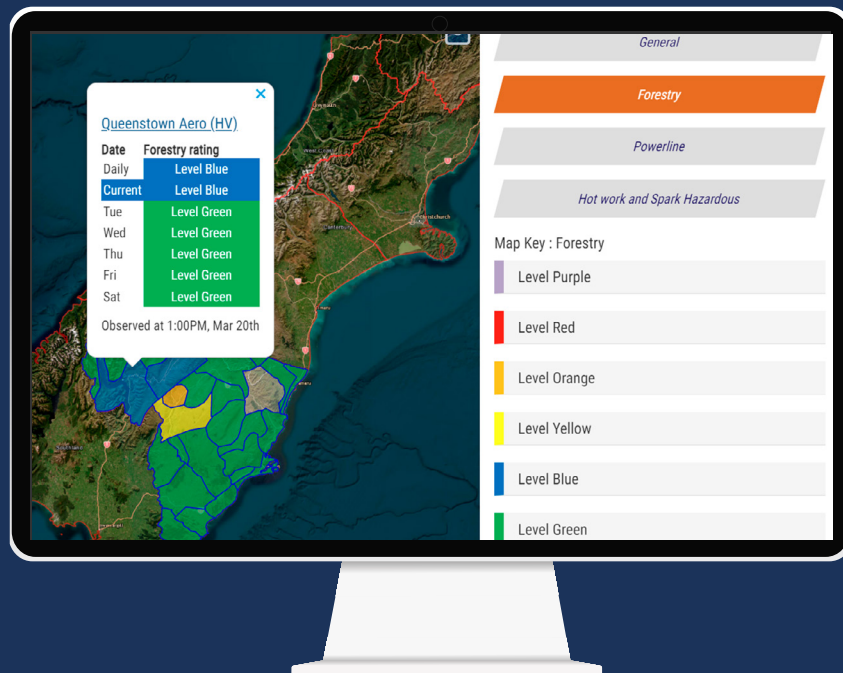 General
Forestry
Powerline
Hot work and Spark Hazardous
Map Key : Forestry
Level Purple
Level Red
Level Orange
Level Yellow
Level Blue
Level Green
Queenstown Aero (HV)
Date Forestry rating
Daily Level Blue
Current Level Blue
Tue Level Green
Wed Level Green
Thu Level Green
Fri Level Green
Sat Level Green
Observed at 1:00PM, Mar 20th
Canterbury